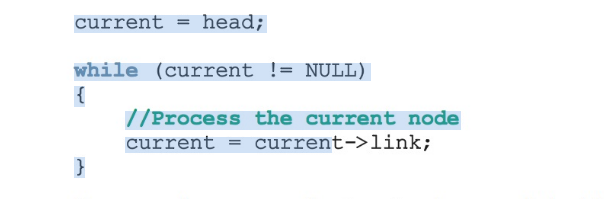 current = head;
while (current != NULL)
{
//Process the current node
current = current->link;
}